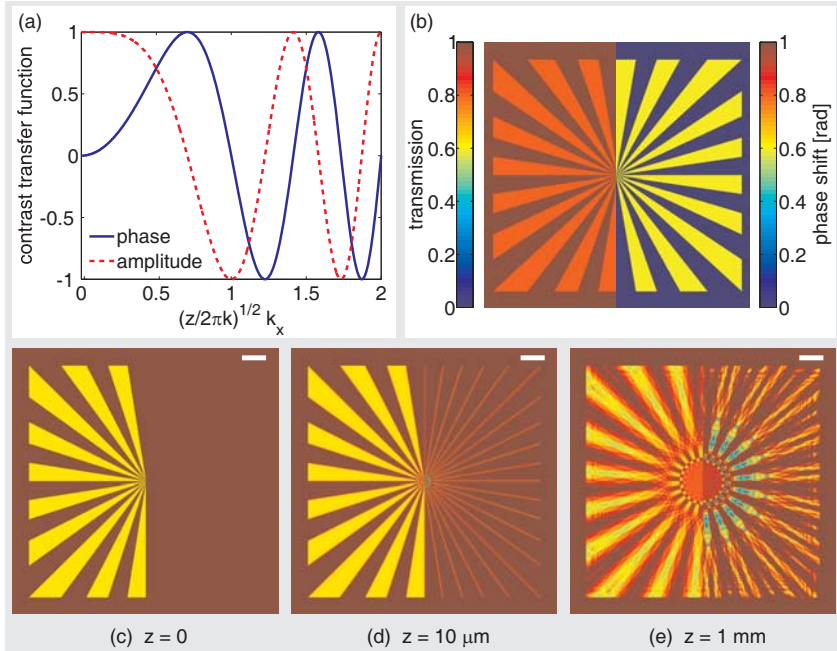 (a)
contrast transfer function
1
0.5
0
-0.5
-1
phase
amplitude
0 0.5 1 1.5 2
(z/2πk)^1/2 k_x
(b)
transmission
1
0.8
0.6
0.4
0.2
0
phase shift [rad]
1
0.8
0.6
0.4
0.2
0
(c) z = 0
(d) z = 10 μm
(e) z = 1 mm